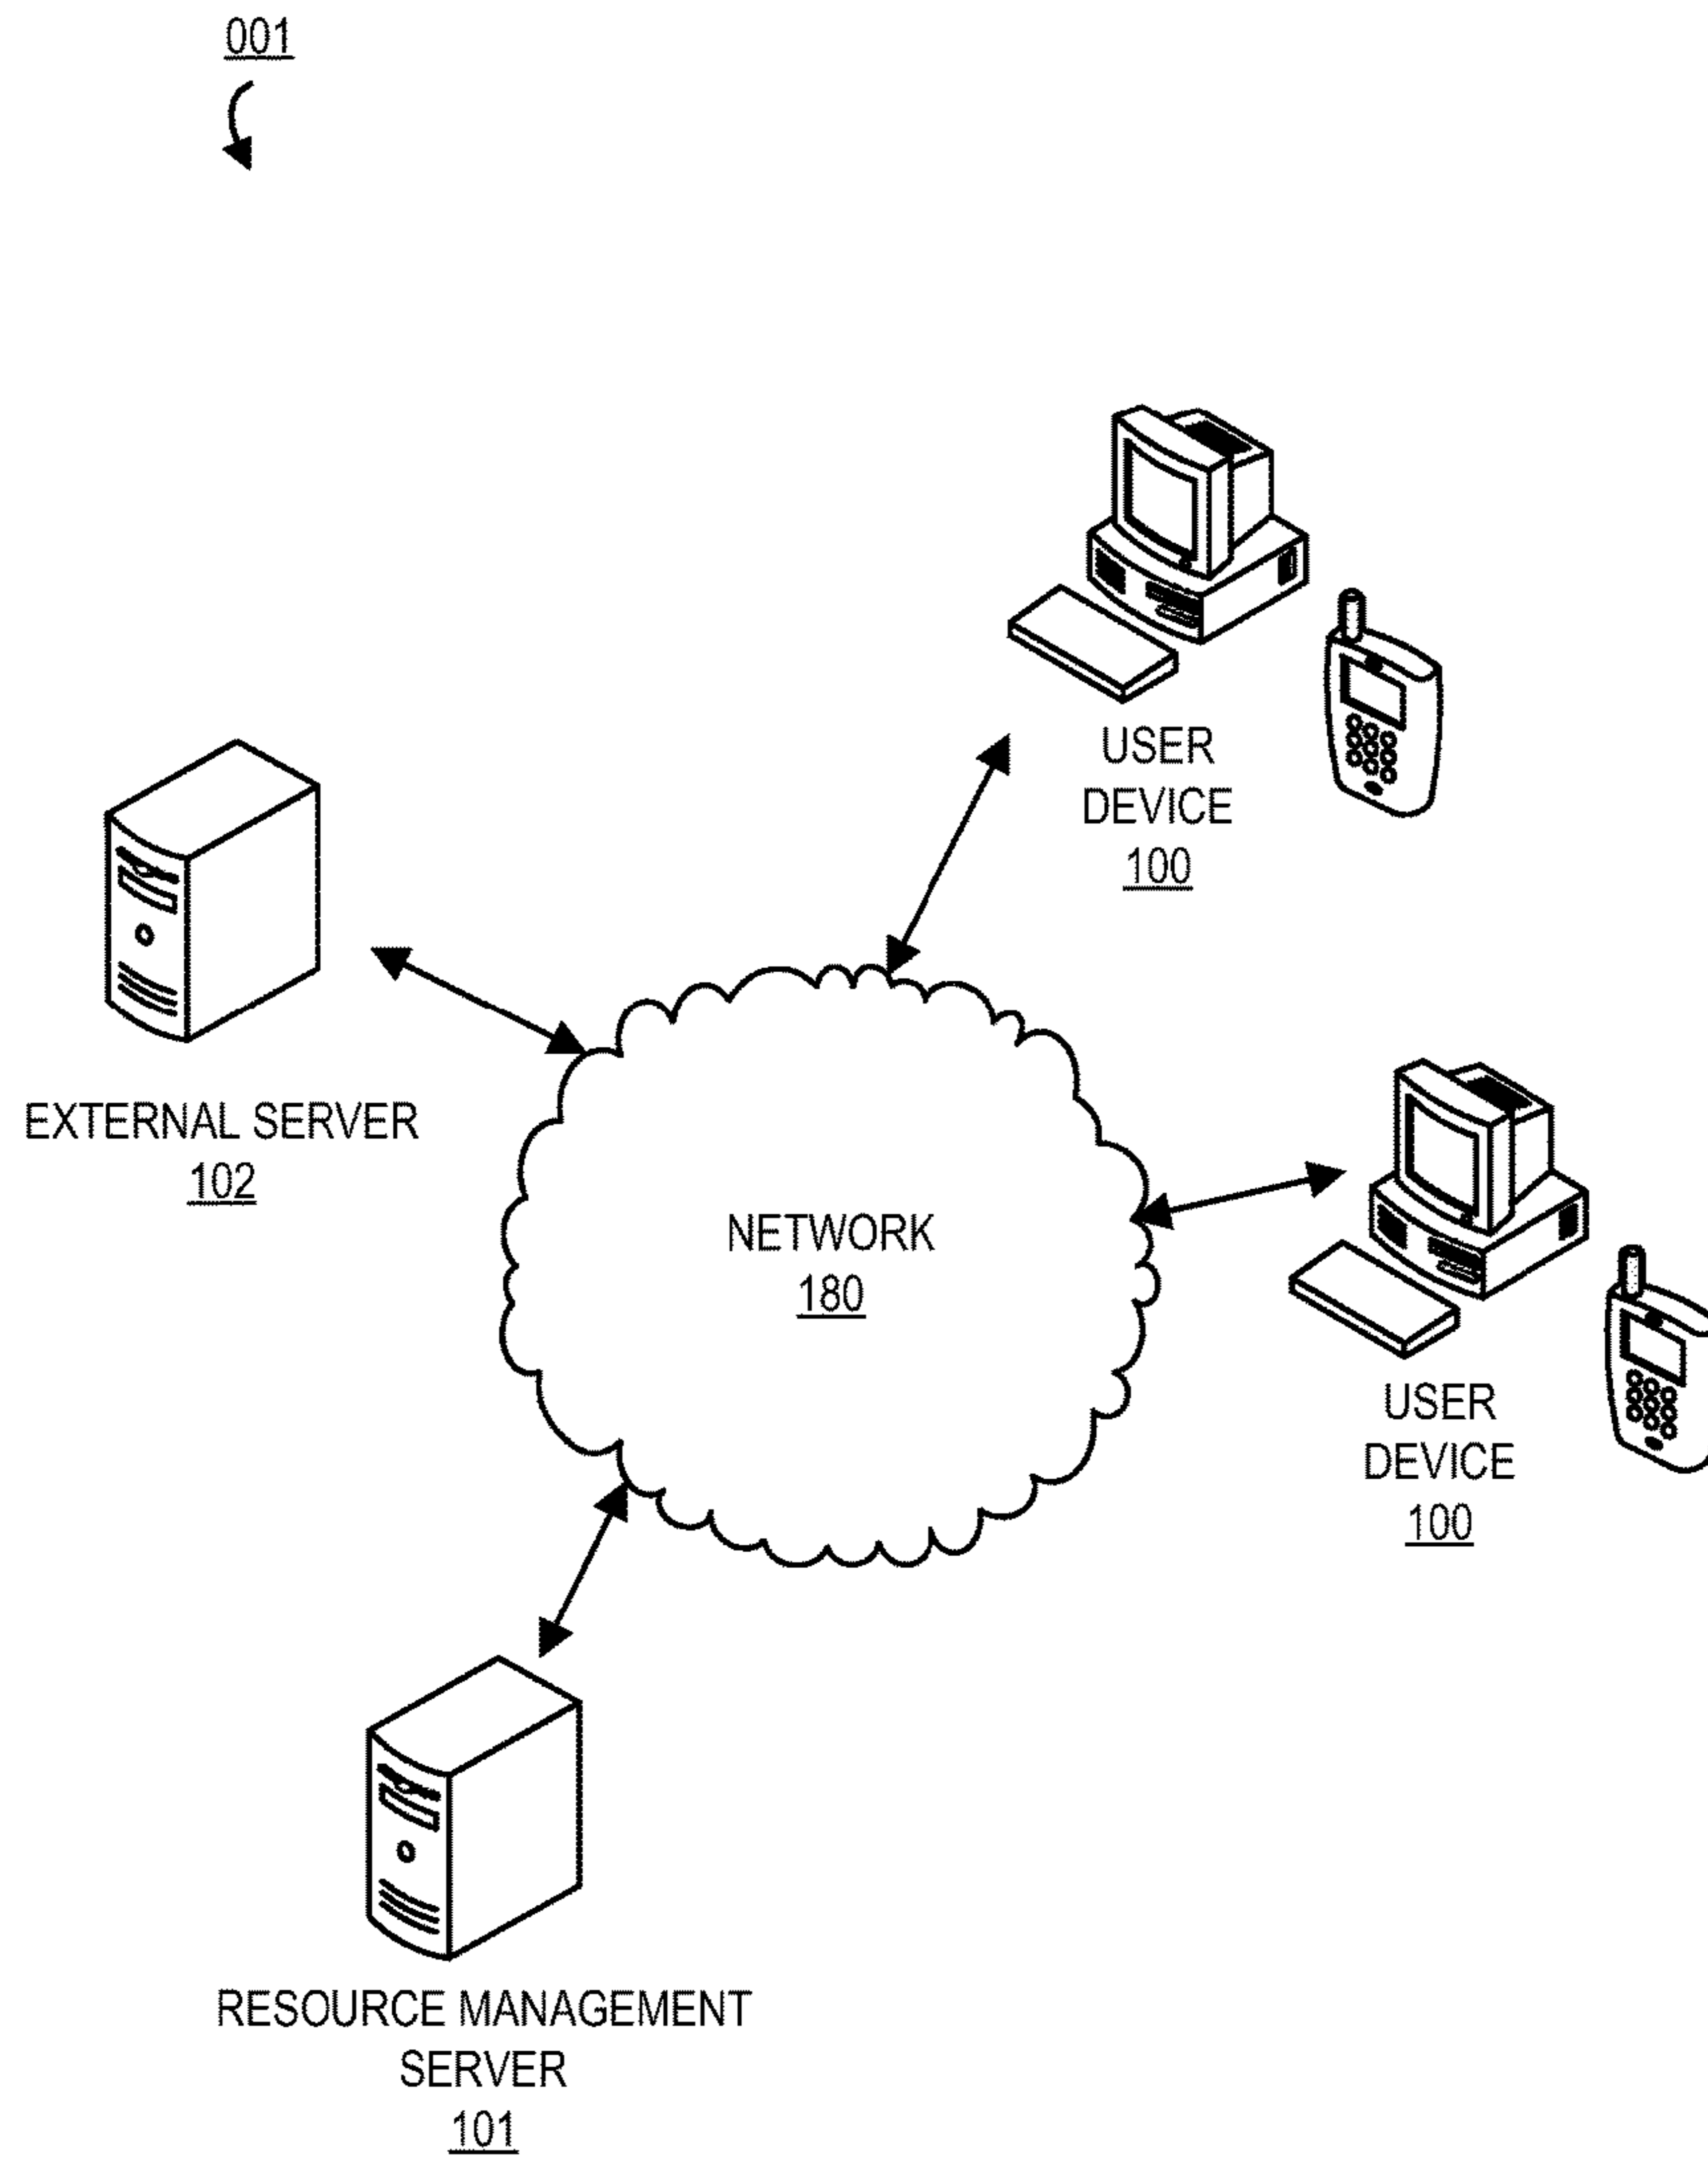 001
USER
DEVICE
100
EXTERNAL SERVER
102
NETWORK
180
USER
DEVICE
100
RESOURCE MANAGEMENT
SERVER
101